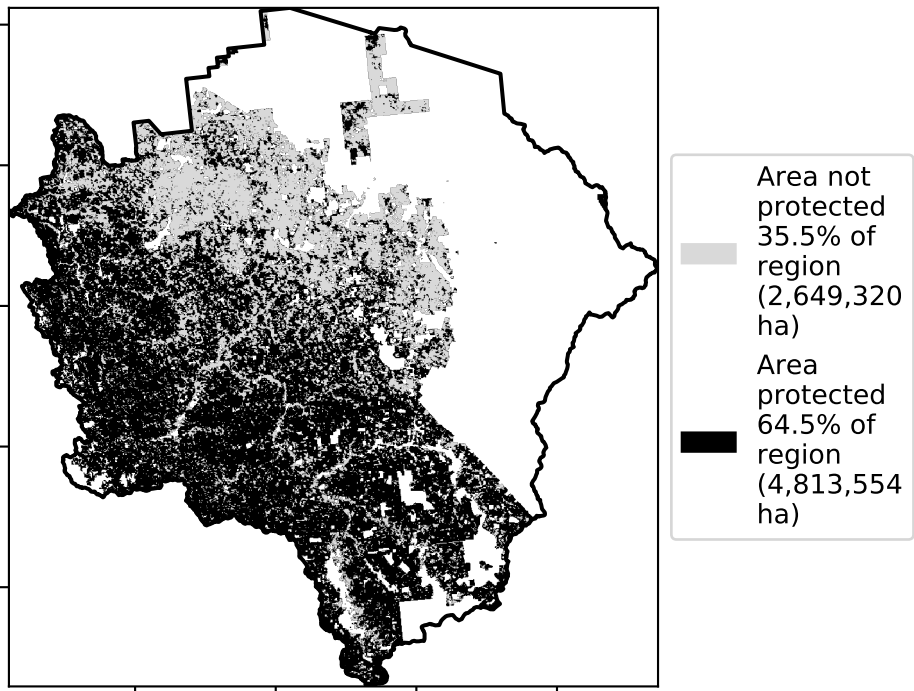 Area not
protected
35.5% of
region
(2,649,320
ha)
Area
protected
64.5% of
region
(4,813,554
ha)